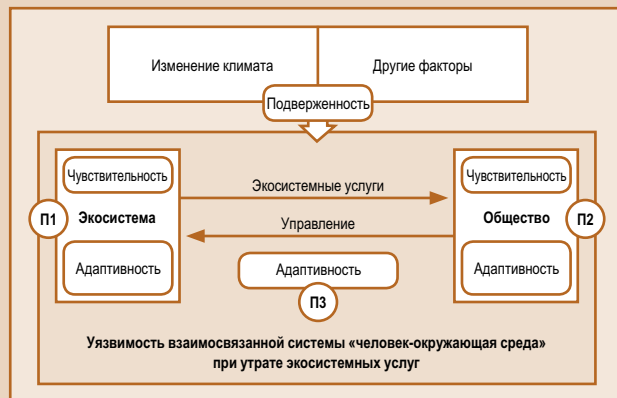 Изменение климата
Другие факторы
Подверженность
Чувствительность
Чувствительность
Экосистемные услуги
П1
Экосистема
Общество
П2
Управление
Адаптивность
Адаптивность
Адаптивность
П3
Уязвимость взаимосвязанной системы «человек-окружающая среда»
при утрате экосистемных услуг